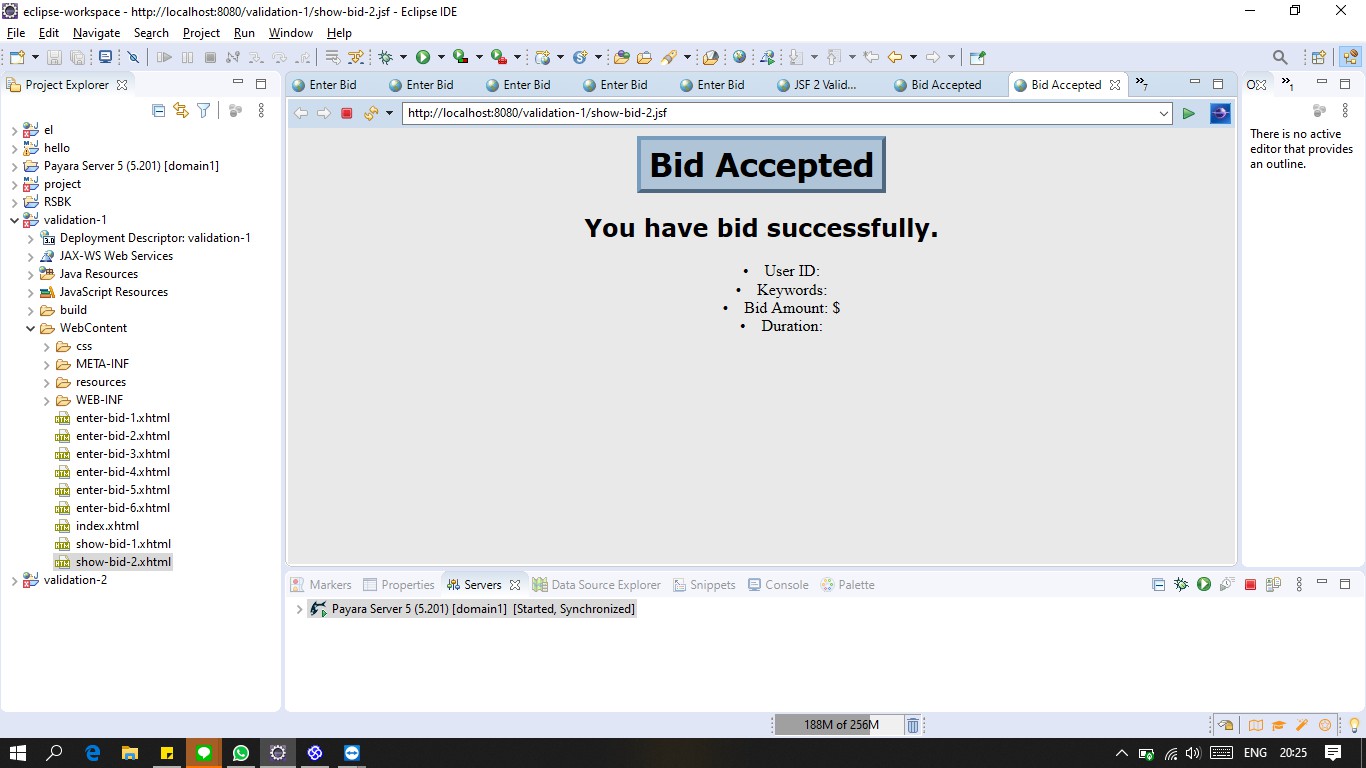 eclipse-workspace - http://localhost:8080/validation-1/show-bid-2.jsf - Eclipse IDE
File Edit Navigate Search Project Run Window Help
Project Explorer
el
hello
Payara Server 5 (5.201) [domain1]
project
RSBK
validation-1
Deployment Descriptor: validation-1
3.0
JAX-WS Web Services
Java Resources
JavaScript Resources
build
WebContent
css
META-INF
resources
WEB-INF
enter-bid-1.xhtml
enter-bid-2.xhtml
enter-bid-3.xhtml
enter-bid-4.xhtml
enter-bid-5.xhtml
enter-bid-6.xhtml
index.xhtml
show-bid-1.xhtml
show-bid-2.xhtml
validation-2
Enter Bid Enter Bid Enter Bid Enter Bid Enter Bid JSF 2 Valid... Bid Accepted Bid Accepted »7
http://localhost:8080/validation-1/show-bid-2.jsf
Bid Accepted
You have bid successfully.
• User ID:
• Keywords:
• Bid Amount: $
• Duration:
»1
There is no active
editor that provides
an outline.
Markers Properties Servers Data Source Explorer Snippets Console Palette
Payara Server 5 (5.201) [domain1] [Started, Synchronized]
188M of 256M
ENG 20:25